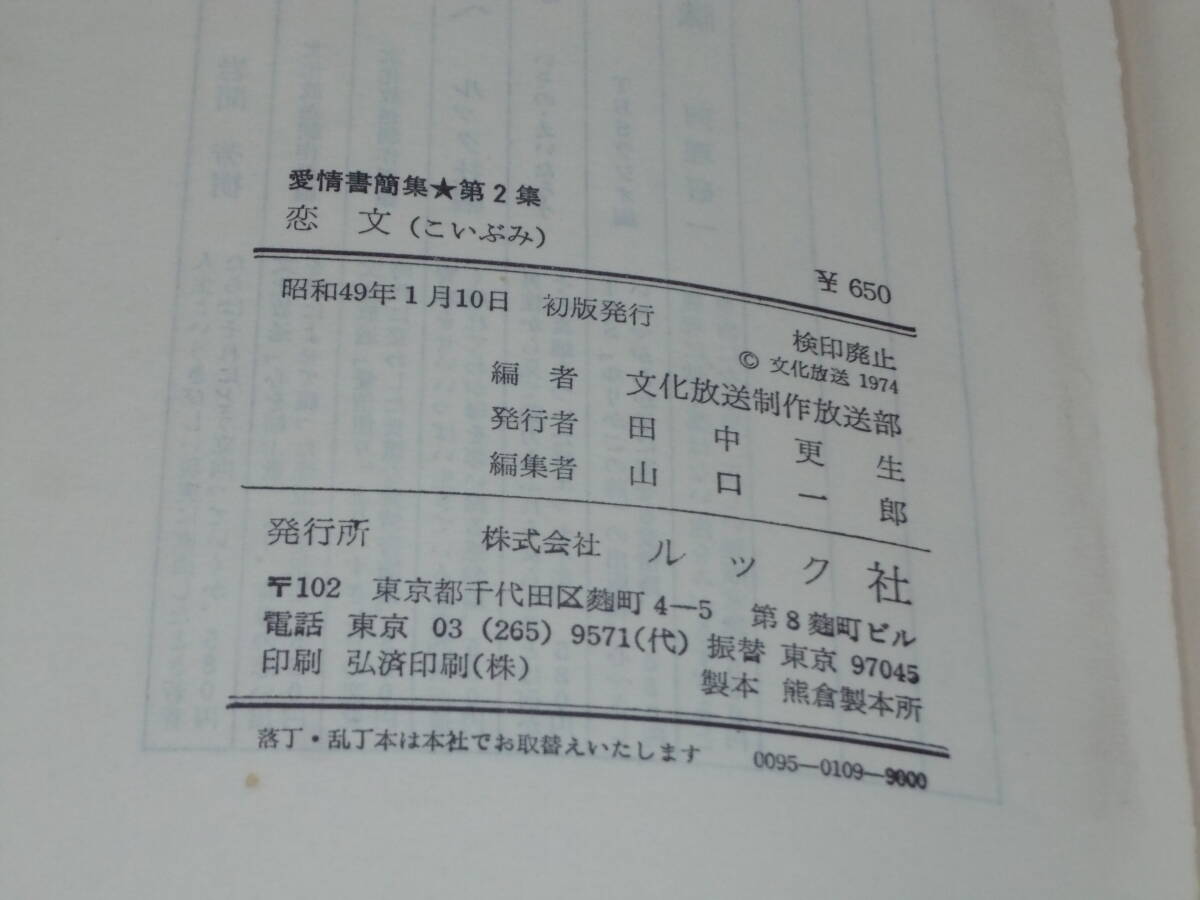 愛情書簡集★第2集
恋文(こいぶみ)
¥650
昭和49年1月10日 初版発行
検印廃止
© 文化放送 1974
編者 文化放送制作放送部
発行者 田中更生
編集者 山口一郎
発行所 株式会社 ルック社
〒102 東京都千代田区麴町4―5 第8麴町ビル
電話 東京 03(265)9571(代) 振替 東京 97045
印刷 弘済印刷(株) 製本 熊倉製本所
落丁・乱丁本は本社でお取替えいたします 0095―0109―9000